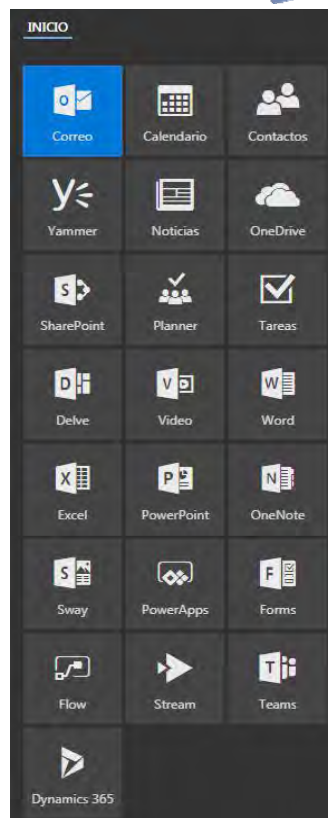 INICIO
Correo Calendario Contactos
Yammer Noticias OneDrive
SharePoint Planner Tareas
Delve Video Word
Excel PowerPoint OneNote
Sway PowerApps Forms
Flow Stream Teams
Dynamics 365